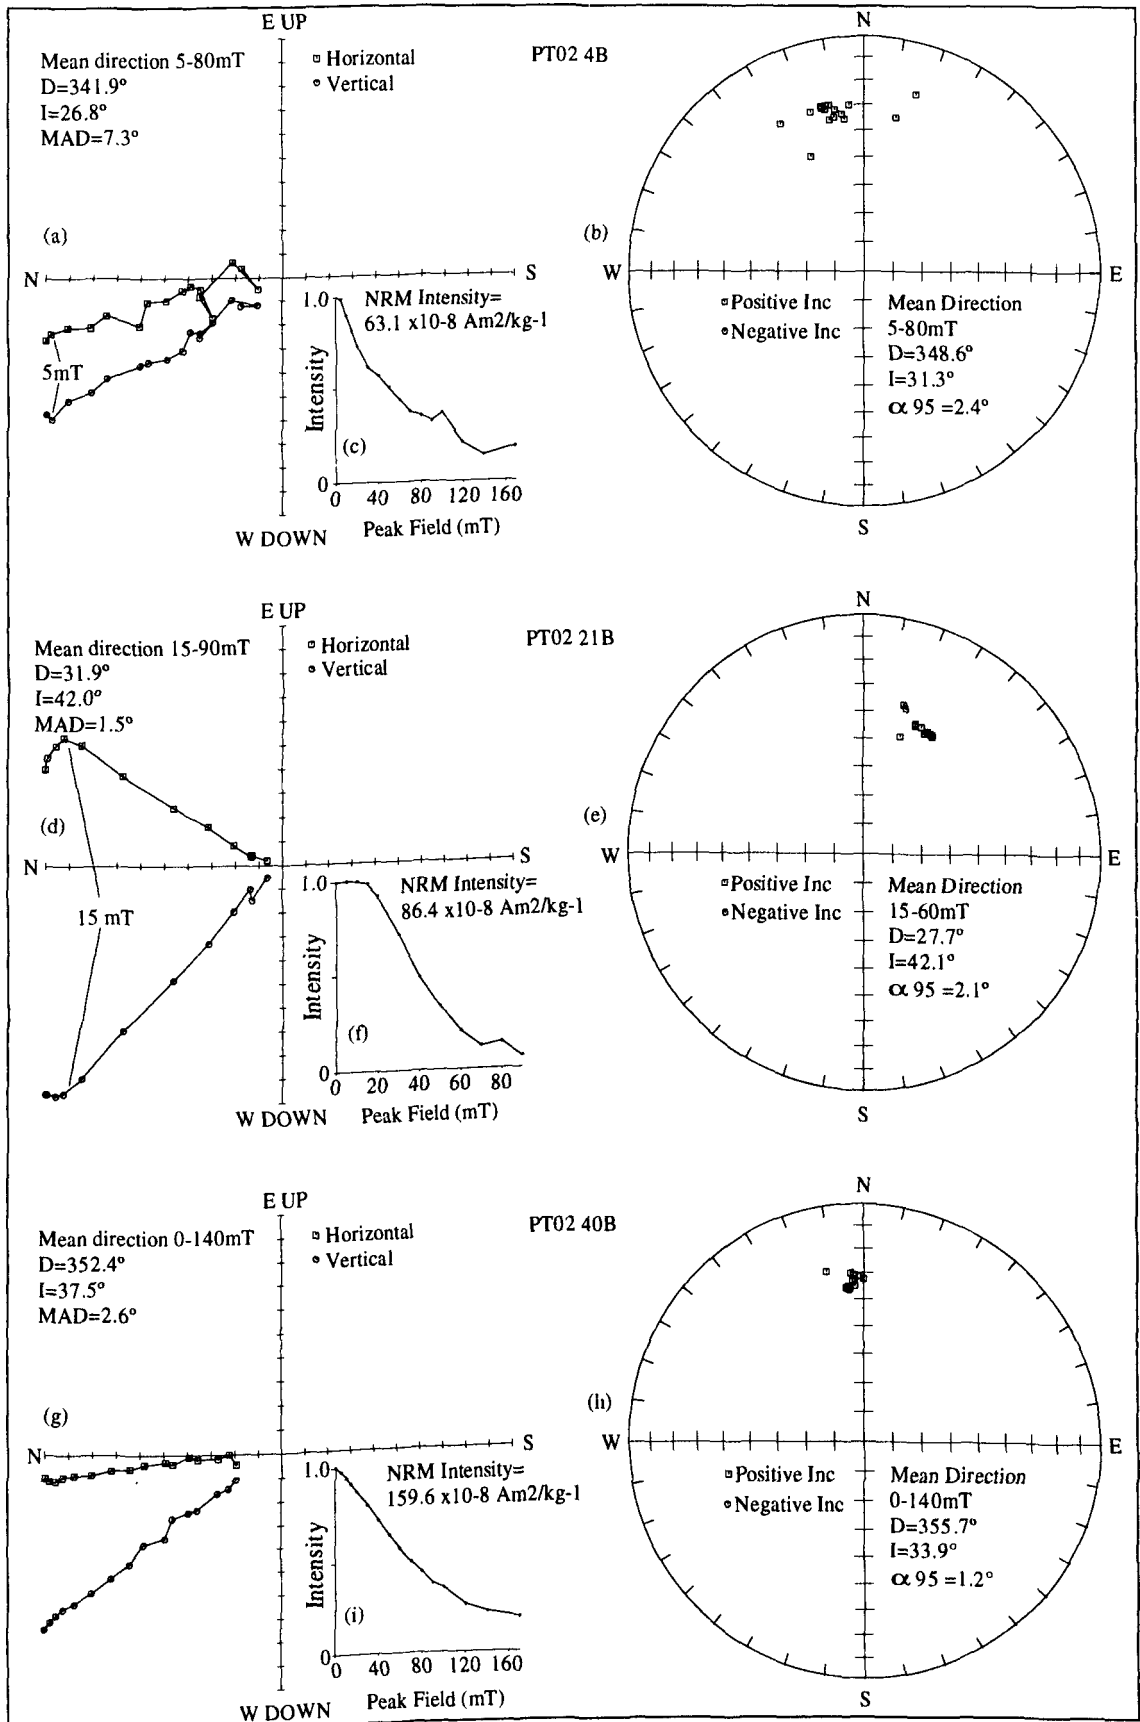 E UP
Mean direction 5-80mT
D=341.9°
I=26.8°
MAD=7.3°
Horizontal
Vertical
PT02 4B
(a)
N
S
5mT
W DOWN
1.0
NRM Intensity=
63.1 x10-8 Am2/kg-1
Intensity
(c)
0
0 40 80 120 160
Peak Field (mT)
N
(b)
W
E
Positive Inc
Negative Inc
Mean Direction
5-80mT
D=348.6°
I=31.3°
α 95 =2.4°
S
E UP
Mean direction 15-90mT
D=31.9°
I=42.0°
MAD=1.5°
Horizontal
Vertical
PT02 21B
(d)
N
S
15 mT
W DOWN
1.0
NRM Intensity=
86.4 x10-8 Am2/kg-1
Intensity
(f)
0
0 20 40 60 80
Peak Field (mT)
N
(e)
W
E
Positive Inc
Negative Inc
Mean Direction
15-60mT
D=27.7°
I=42.1°
α 95 =2.1°
S
E UP
Mean direction 0-140mT
D=352.4°
I=37.5°
MAD=2.6°
Horizontal
Vertical
PT02 40B
(g)
N
S
W DOWN
1.0
NRM Intensity=
159.6 x10-8 Am2/kg-1
Intensity
(i)
0
0 40 80 120 160
Peak Field (mT)
N
(h)
W
E
Positive Inc
Negative Inc
Mean Direction
0-140mT
D=355.7°
I=33.9°
α 95 =1.2°
S